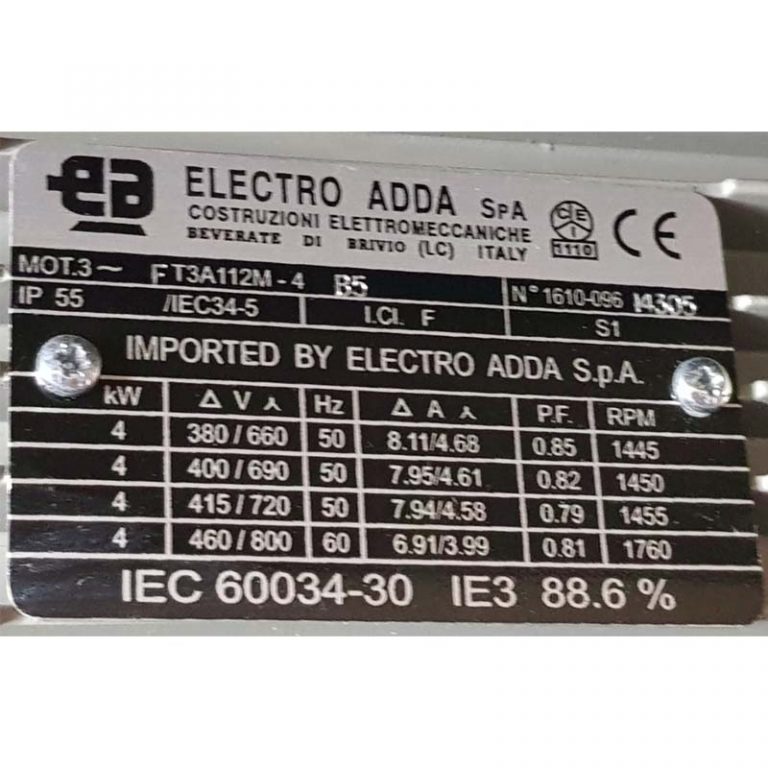 ea ELECTRO ADDA SpA
COSTRUZIONI ELETTROMECCANICHE
BEVERATE DI BRIVIO (LC) ITALY
CE I 1110 CE
MOT.3~ FT3A112M-4 B5 N° 1610-096 14305
IP 55 /IEC34-5 I.Cl. F S1
IMPORTED BY ELECTRO ADDA S.p.A.
kW Δ V ⅄ Hz Δ A ⅄ P.F. RPM
4 380/660 50 8.11/4.68 0.85 1445
4 400/690 50 7.95/4.61 0.82 1450
4 415/720 50 7.94/4.58 0.79 1455
4 460/800 60 6.91/3.99 0.81 1760
IEC 60034-30 IE3 88.6 %